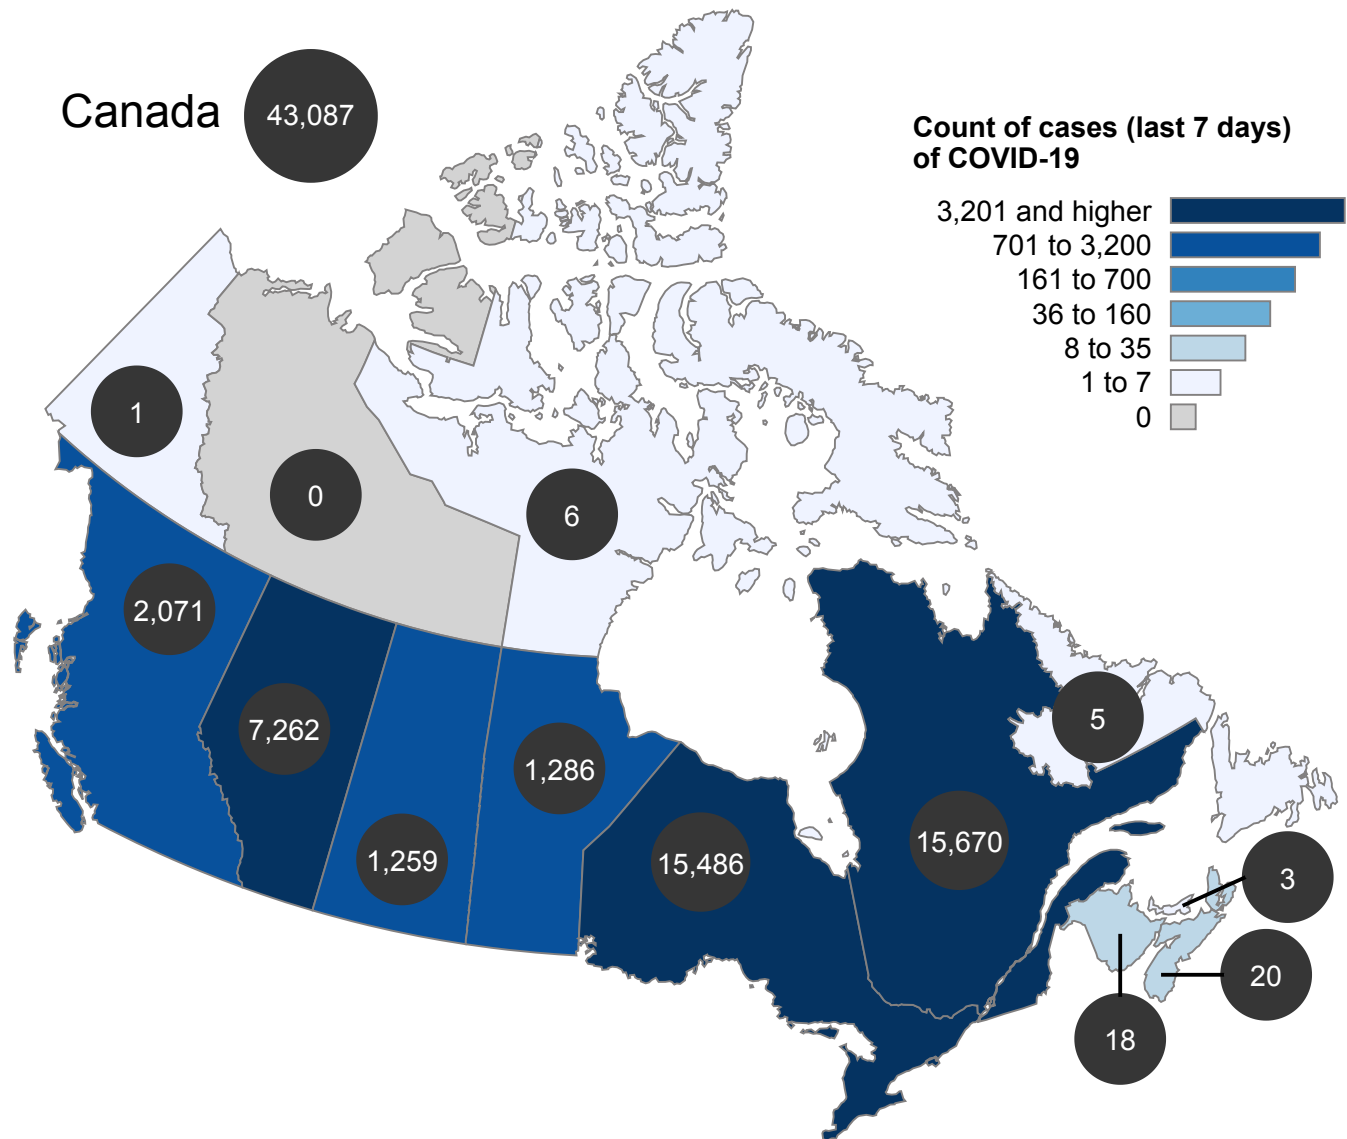 Canada
43,087
Count of cases (last 7 days)
of COVID-19
3,201 and higher
701 to 3,200
161 to 700
36 to 160
8 to 35
1 to 7
0
1
0
6
2,071
7,262
1,259
1,286
15,486
15,670
5
3
20
18